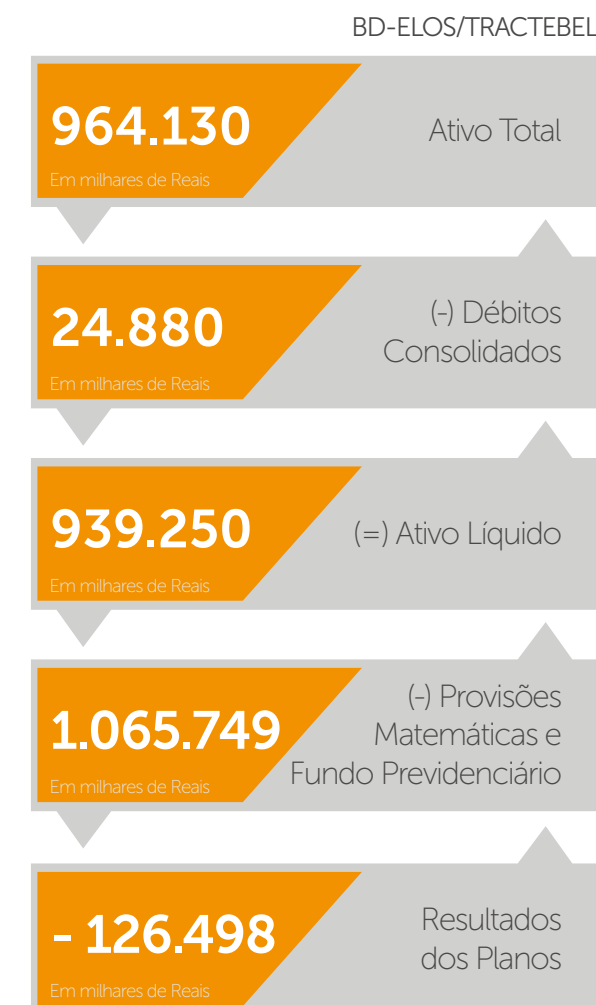 BD-ELOS/TRACTEBEL
964.130
Em milhares de Reais
Ativo Total
24.880
Em milhares de Reais
(-) Débitos
Consolidados
939.250
Em milhares de Reais
(=) Ativo Líquido
1.065.749
Em milhares de Reais
(-) Provisões
Matemáticas e
Fundo Previdenciário
- 126.498
Em milhares de Reais
Resultados
dos Planos